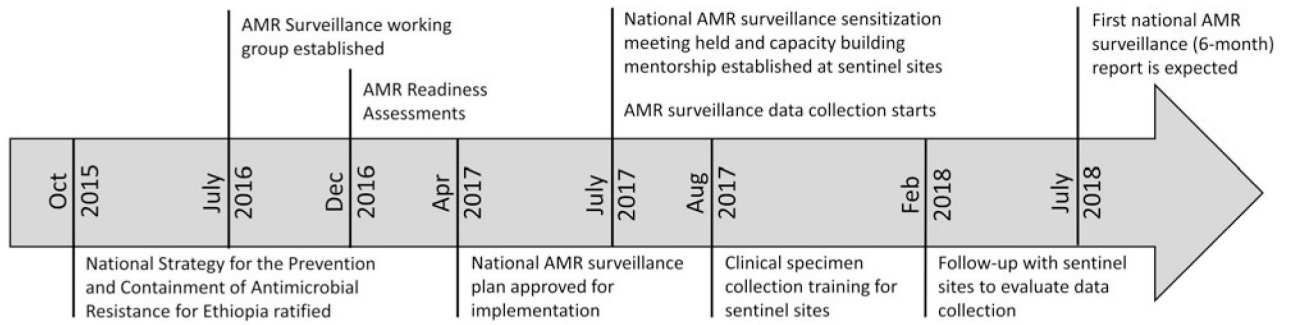 AMR Surveillance working
group established
AMR Readiness
Assessments
National AMR surveillance sensitization
meeting held and capacity building
mentorship established at sentinel sites
AMR surveillance data collection starts
First national AMR
surveillance (6-month)
report is expected
Oct
2015
July
2016
Dec
2016
Apr
2017
July
2017
Aug
2017
Feb
2018
July
2018
National Strategy for the Prevention
and Containment of Antimicrobial
Resistance for Ethiopia ratified
National AMR surveillance
plan approved for
implementation
Clinical specimen
collection training for
sentinel sites
Follow-up with sentinel
sites to evaluate data
collection